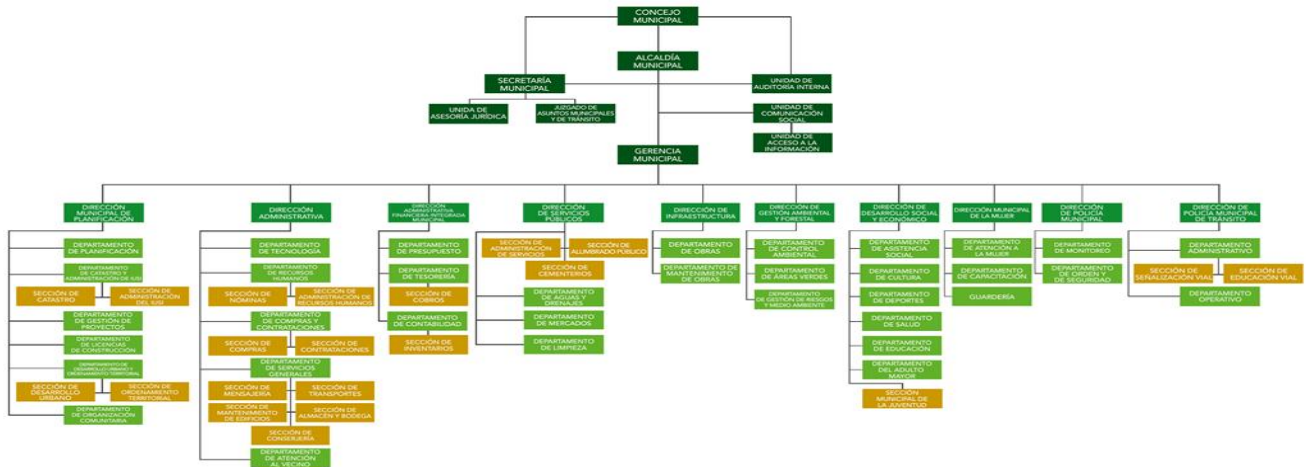 CONCEJO
MUNICIPAL
ALCALDÍA
MUNICIPAL
SECRETARÍA
MUNICIPAL
UNIDAD DE
AUDITORÍA INTERNA
UNIDA DE
ASESORÍA JURÍDICA
JUZGADO DE
ASUNTOS MUNICIPALES
Y DE TRÁNSITO
UNIDAD DE
COMUNICACIÓN
SOCIAL
UNIDAD DE
ACCESO A LA
INFORMACIÓN
GERENCIA
MUNICIPAL
DIRECCIÓN
MUNICIPAL DE
PLANIFICACIÓN
DEPARTAMENTO
DE PLANIFICACIÓN
DEPARTAMENTO
DE CATASTRO Y
ADMINISTRACIÓN DE IUSI
SECCIÓN DE
CATASTRO
SECCIÓN DE
ADMINISTRACIÓN
DEL IUSI
DEPARTAMENTO
DE GESTIÓN DE
PROYECTOS
DEPARTAMENTO
DE LICENCIAS
DE CONSTRUCCIÓN
DEPARTAMENTO DE
DESARROLLO URBANO Y
ORDENAMIENTO TERRITORIAL
SECCIÓN DE
DESARROLLO
URBANO
SECCIÓN DE
ORDENAMIENTO
TERRITORIAL
DEPARTAMENTO
DE ORGANIZACIÓN
COMUNITARIA
DIRECCIÓN
ADMINISTRATIVA
DEPARTAMENTO
DE TECNOLOGÍA
DEPARTAMENTO
DE RECURSOS
HUMANOS
SECCIÓN DE
NÓMINAS
SECCIÓN DE
ADMINISTRACIÓN DE
RECURSOS HUMANOS
DEPARTAMENTO
DE COMPRAS Y
CONTRATACIONES
SECCIÓN DE
COMPRAS
SECCIÓN DE
CONTRATACIONES
DEPARTAMENTO
DE SERVICIOS
GENERALES
SECCIÓN DE
MENSAJERÍA
SECCIÓN DE
TRANSPORTES
SECCIÓN DE
MANTENIMIENTO
DE EDIFICIOS
SECCIÓN DE
ALMACÉN Y BODEGA
SECCIÓN DE
CONSERJERÍA
DEPARTAMENTO
DE ATENCIÓN
AL VECINO
DIRECCIÓN
ADMINISTRATIVA
FINANCIERA INTEGRADA
MUNICIPAL
DEPARTAMENTO
DE PRESUPUESTO
DEPARTAMENTO
DE TESORERÍA
SECCIÓN DE
COBROS
DEPARTAMENTO
DE CONTABILIDAD
SECCIÓN DE
INVENTARIOS
DIRECCIÓN
DE SERVICIOS
PÚBLICOS
SECCIÓN DE
ADMINISTRACIÓN
DE SERVICIOS
SECCIÓN DE
ALUMBRADO PÚBLICO
SECCIÓN DE
CEMENTERIOS
DEPARTAMENTO
DE AGUAS Y
DRENAJES
DEPARTAMENTO
DE MERCADOS
DEPARTAMENTO
DE LIMPIEZA
DIRECCIÓN DE
INFRAESTRUCTURA
DEPARTAMENTO
DE OBRAS
DEPARTAMENTO DE
MANTENIMIENTO
DE OBRAS
DIRECCIÓN DE
GESTIÓN AMBIENTAL
Y FORESTAL
DEPARTAMENTO
DE CONTROL
AMBIENTAL
DEPARTAMENTO
DE ÁREAS VERDES
DEPARTAMENTO
DE GESTIÓN DE RIESGOS
Y MEDIO AMBIENTE
DIRECCIÓN DE
DESARROLLO SOCIAL
Y ECONÓMICO
DEPARTAMENTO
DE ASISTENCIA
SOCIAL
DEPARTAMENTO
DE CULTURA
DEPARTAMENTO
DE DEPORTES
DEPARTAMENTO
DE SALUD
DEPARTAMENTO
DE EDUCACIÓN
DEPARTAMENTO
DEL ADULTO
MAYOR
SECCIÓN
MUNICIPAL DE
LA JUVENTUD
DIRECCIÓN MUNICIPAL
DE LA MUJER
DEPARTAMENTO
DE ATENCIÓN A
LA MUJER
DEPARTAMENTO
DE CAPACITACIÓN
GUARDERÍA
DIRECCIÓN
DE POLICÍA
MUNICIPAL
DEPARTAMENTO
DE MONITOREO
DEPARTAMENTO
DE ORDEN Y
DE SEGURIDAD
DIRECCIÓN DE
POLICÍA MUNICIPAL
DE TRÁNSITO
DEPARTAMENTO
ADMINISTRATIVO
SECCIÓN DE
SEÑALIZACIÓN VIAL
SECCIÓN DE
EDUCACIÓN VIAL
DEPARTAMENTO
OPERATIVO